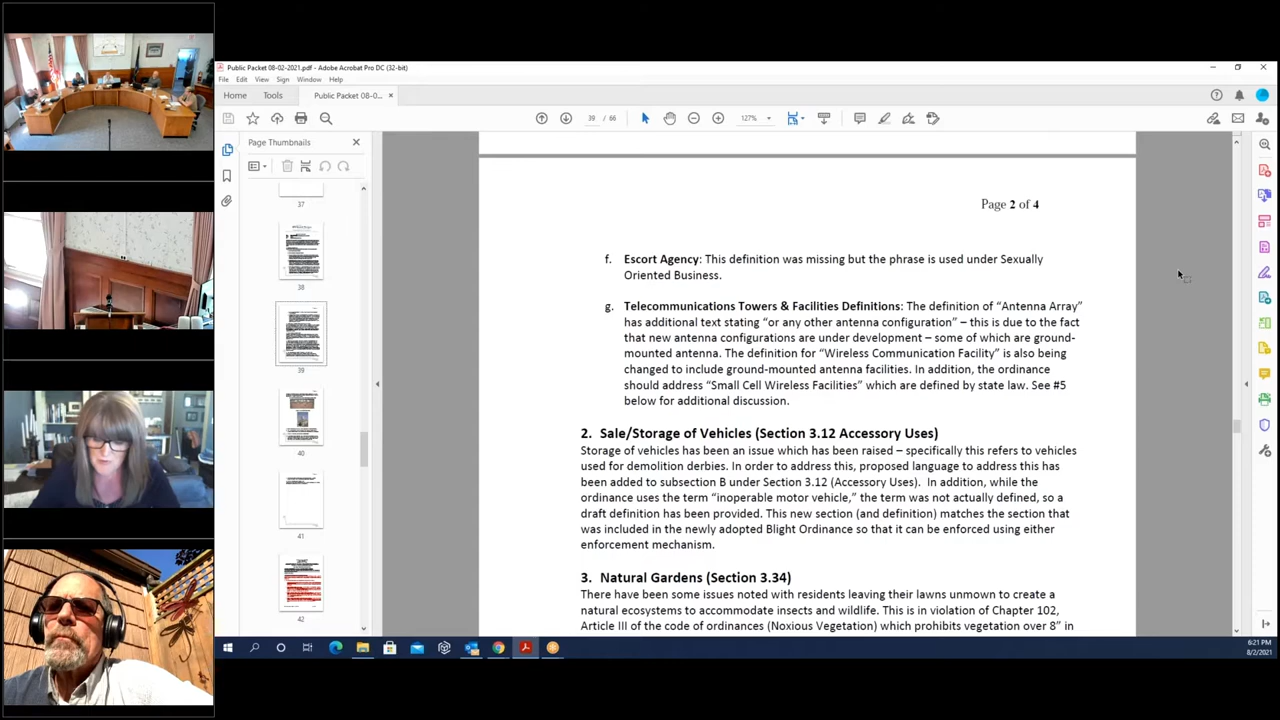 Public Packet 08-02-2021.pdf - Adobe Acrobat Pro DC (32-bit)
File Edit View Sign Window Help
Home Tools Public Packet 08-0... ×
39 / 66 127%
Page Thumbnails
37
38
39
40
41
42
Page 2 of 4
f. Escort Agency: The definition was missing but the phrase is used under Sexually
Oriented Business.
g. Telecommunications Towers & Facilities Definitions: The definition of “Antenna Array”
has additional text adding “or any other antenna configuration” – this is due to the fact
that new antenna configurations are under development – some of which are ground-
mounted antenna. The definition for “Wireless Communication Facility” is also being
changed to include ground-mounted antenna facilities. In addition, the ordinance
should address “Small Cell Wireless Facilities” which are defined by state law. See #5
below for additional discussion.
2. Sale/Storage of Vehicles (Section 3.12 Accessory Uses)
Storage of vehicles has been an issue which has been raised – specifically this refers to vehicles
used for demolition derbies. In order to address this, proposed language to address this has
been added to subsection B under Section 3.12 (Accessory Uses). In addition, while the
ordinance uses the term “inoperable motor vehicle,” the term was not actually defined, so a
draft definition has been provided. This new section (and definition) matches the section that
was included in the newly adopted Blight Ordinance so that it can be enforced using either
enforcement mechanism.
3. Natural Gardens (Section 3.34)
There have been some issues noted with residents leaving their lawns unmown to create a
natural ecosystems to accommodate insects and wildlife. This is in violation of Chapter 102,
Article III of the code of ordinances (Noxious Vegetation) which prohibits vegetation over 8” in
6:21 PM
8/2/2021